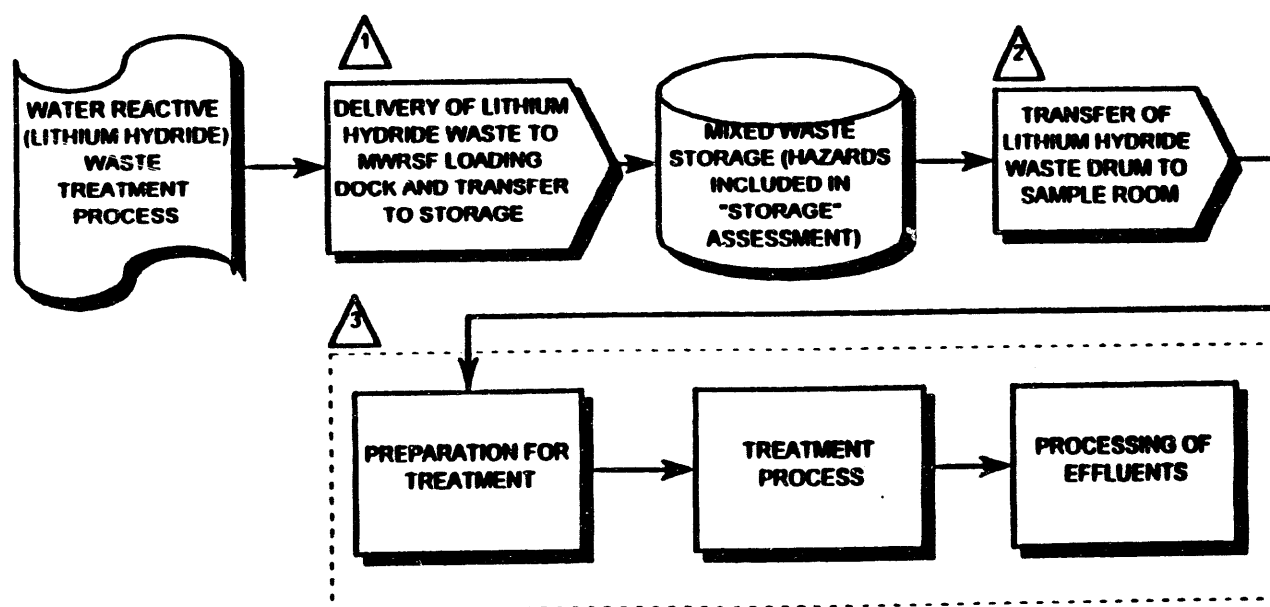 1
2
WATER REACTIVE
(LITHIUM HYDRIDE)
WASTE
TREATMENT
PROCESS
DELIVERY OF LITHIUM
HYDRIDE WASTE TO
MWRSF LOADING
DOCK AND TRANSFER
TO STORAGE
MIXED WASTE
STORAGE (HAZARDS
INCLUDED IN
"STORAGE"
ASSESSMENT)
TRANSFER OF
LITHIUM HYDRIDE
WASTE DRUM TO
SAMPLE ROOM
3
PREPARATION FOR
TREATMENT
TREATMENT
PROCESS
PROCESSING OF
EFFLUENTS